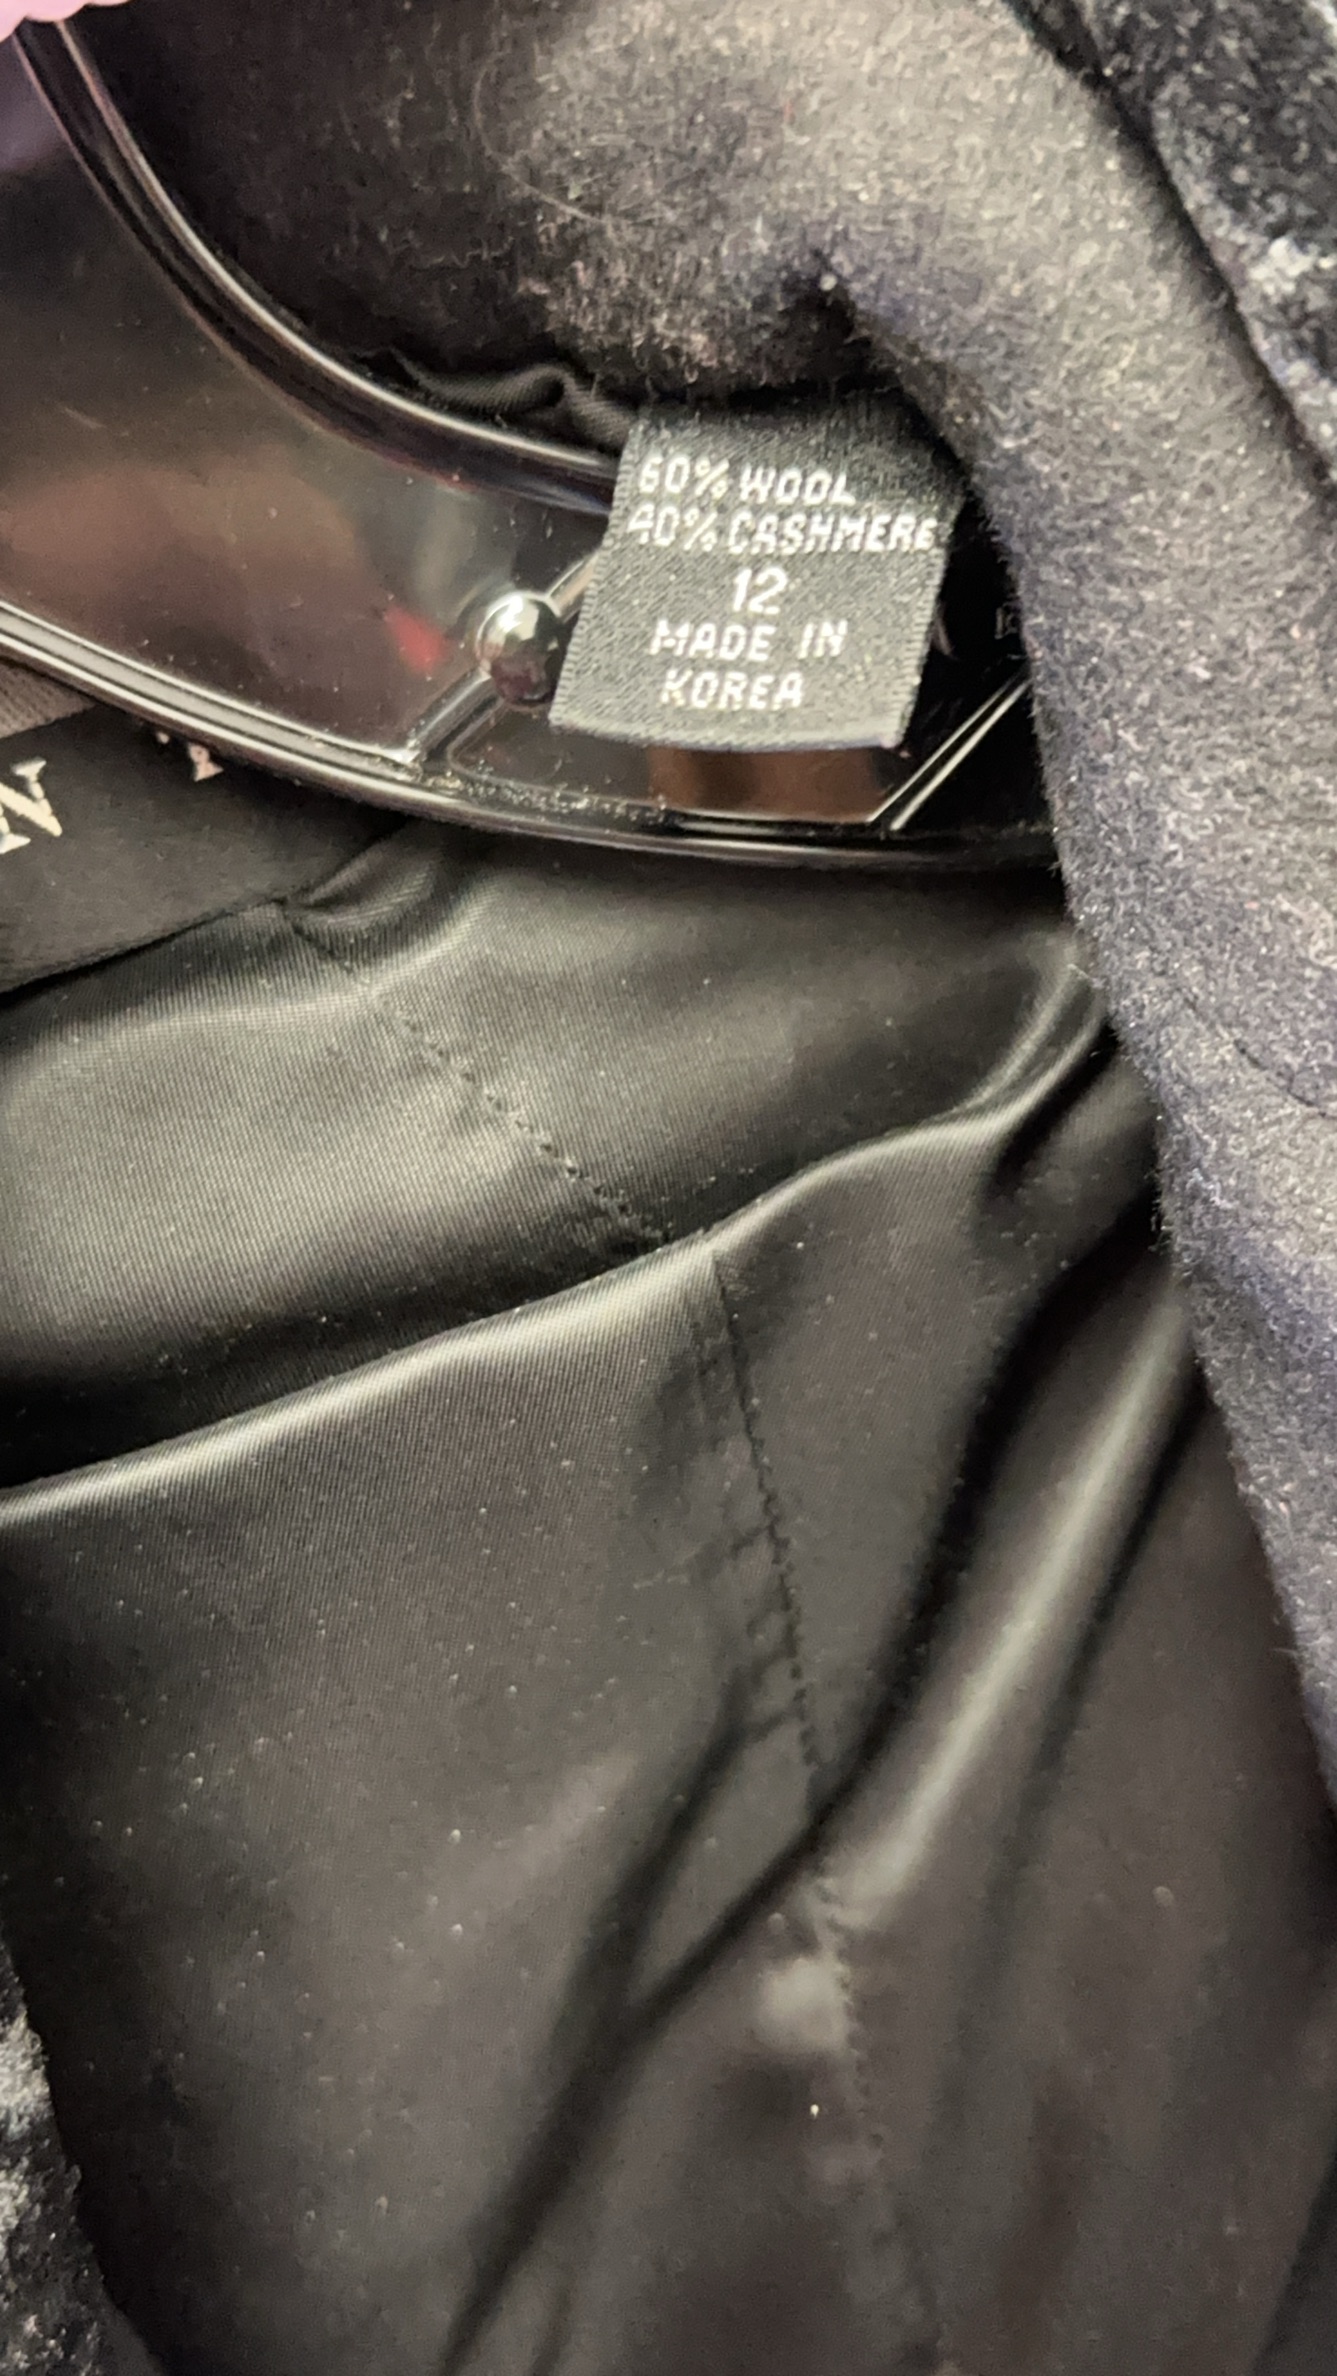 60% WOOL
40% CASHMERE
12
MADE IN
KOREA
N